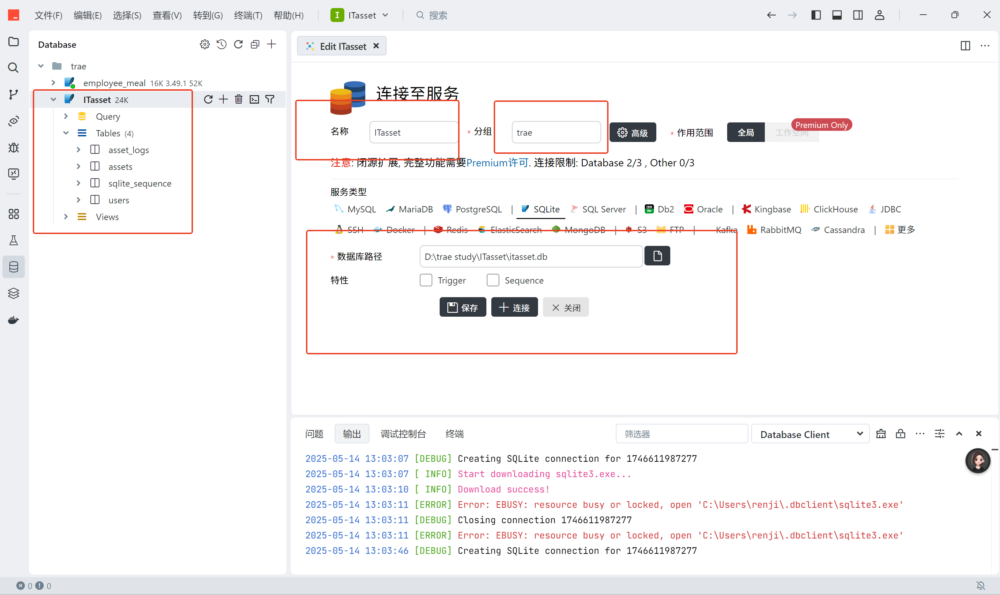 文件(F) 编辑(E) 选择(S) 查看(V) 转到(G) 终端(T) 帮助(H) I ITasset 搜索
Database
trae
employee_meal 16K 3.49.1 52K
ITasset 24K
Query
Tables (4)
asset_logs
assets
sqlite_sequence
users
Views
Edit ITasset
连接至服务
名称 ITasset * 分组 trae 高级 * 作用范围 全局 工作空间 Premium Only
注意: 闭源扩展, 完整功能需要Premium许可. 连接限制: Database 2/3 , Other 0/3
服务类型
MySQL MariaDB PostgreSQL | SQLite SQL Server | IBM DB2 Db2 Oracle | Kingbase ClickHouse JDBC
SSH Docker | Redis ElasticSearch MongoDB | S3 FTP | Kafka RabbitMQ Cassandra | 更多
* 数据库路径 D:\trae study\ITasset\itasset.db
特性 Trigger Sequence
保存 连接 关闭
问题 输出 调试控制台 终端 筛选器 Database Client
2025-05-14 13:03:07 [DEBUG] Creating SQLite connection for 1746611987277
2025-05-14 13:03:07 [ INFO] Start downloading sqlite3.exe...
2025-05-14 13:03:10 [ INFO] Download success!
2025-05-14 13:03:11 [ERROR] Error: EBUSY: resource busy or locked, open 'C:\Users\renji\.dbclient\sqlite3.exe'
2025-05-14 13:03:11 [DEBUG] Closing connection 1746611987277
2025-05-14 13:03:11 [ERROR] Error: EBUSY: resource busy or locked, open 'C:\Users\renji\.dbclient\sqlite3.exe'
2025-05-14 13:03:46 [DEBUG] Creating SQLite connection for 1746611987277
0 0